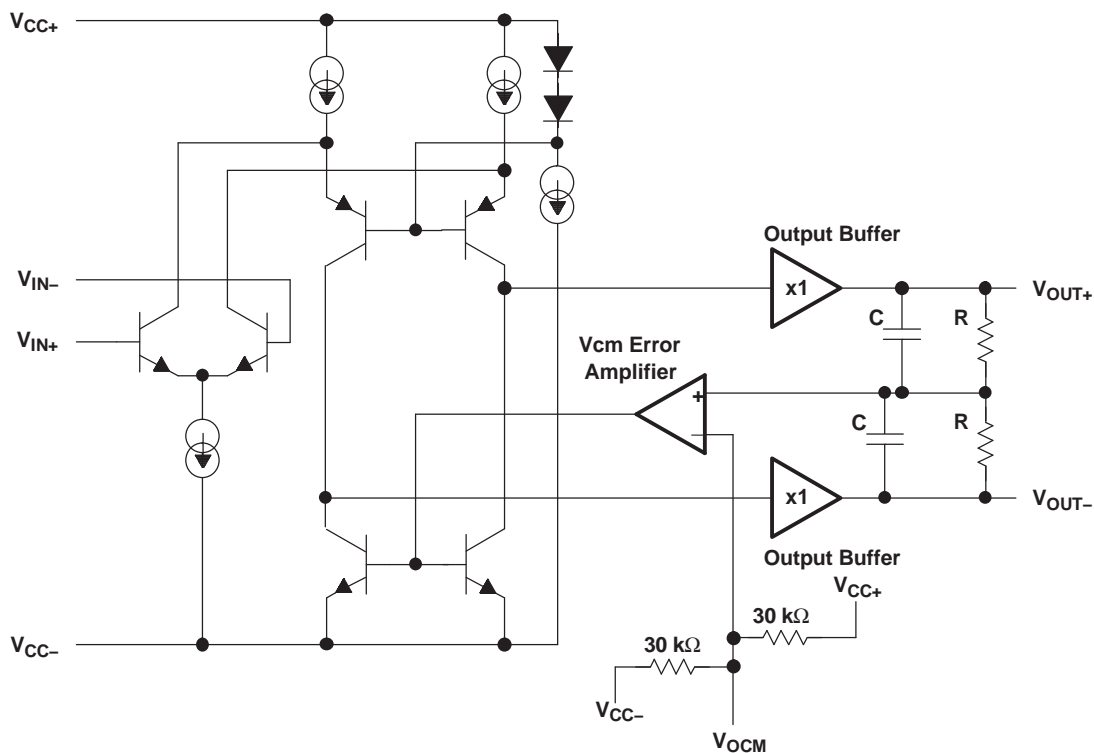 VCC+
Output Buffer
VIN–
x1
VOUT+
C
R
VIN+
Vcm Error
Amplifier
+
–
C
R
x1
VOUT–
Output Buffer
VCC+
30 kΩ
VCC–
30 kΩ
VCC–
VOCM